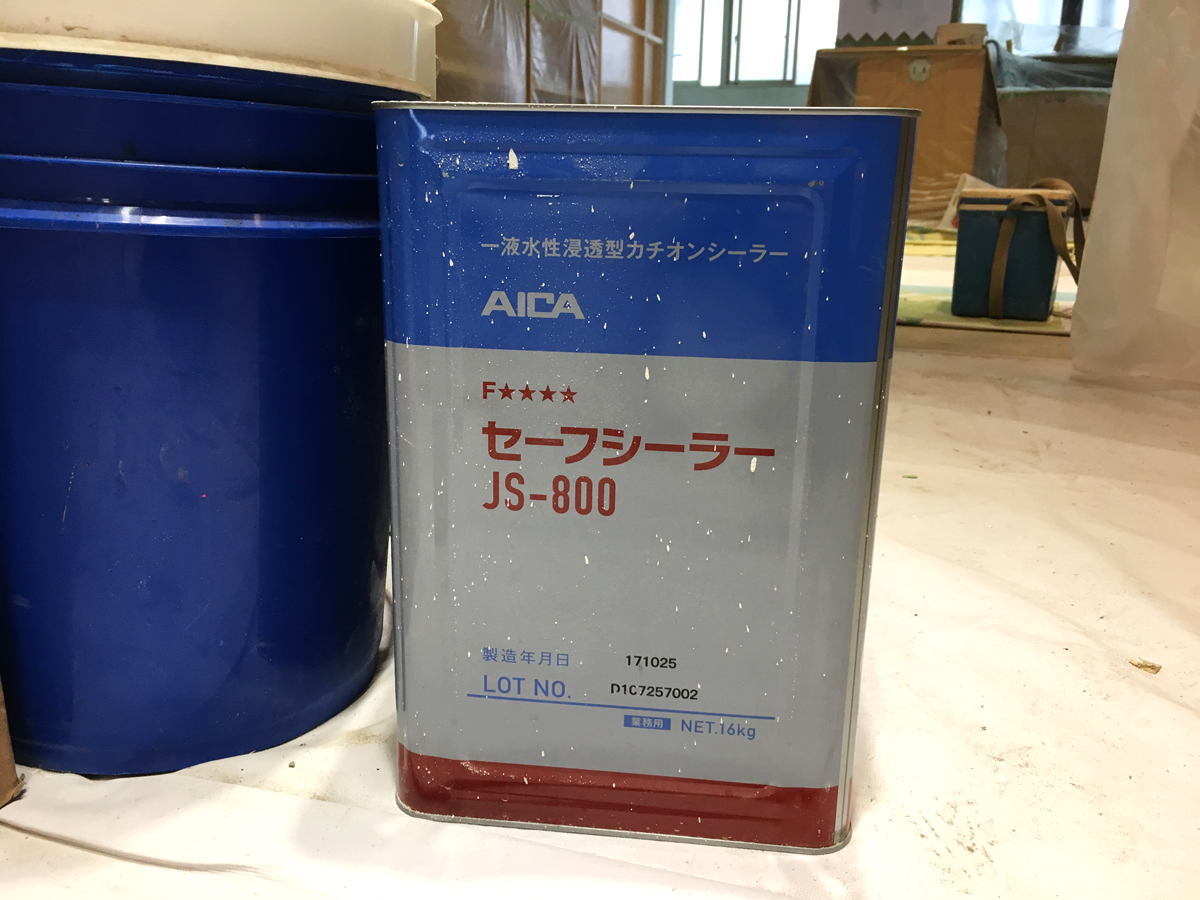 一液水性浸透型カチオンシーラー
AICA
F★★★★
セーフシーラー
JS-800
製造年月日 171025
LOT NO. D107257002
業務用 NET.16kg